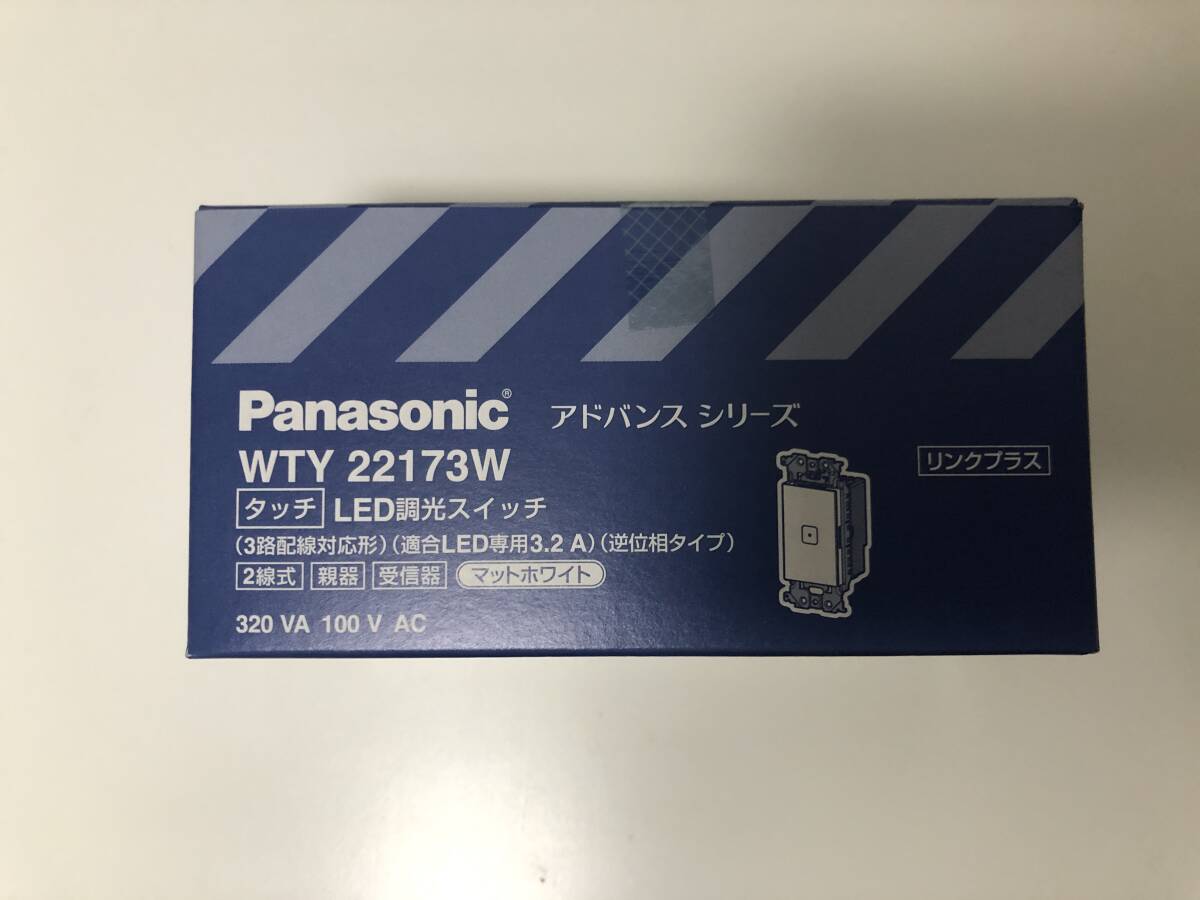 Panasonic® アドバンス シリーズ
WTY 22173W
リンクプラス
タッチ LED調光スイッチ
(3路配線対応形)(適合LED専用3.2 A)(逆位相タイプ)
2線式 親器 受信器 マットホワイト
320 VA 100 V AC